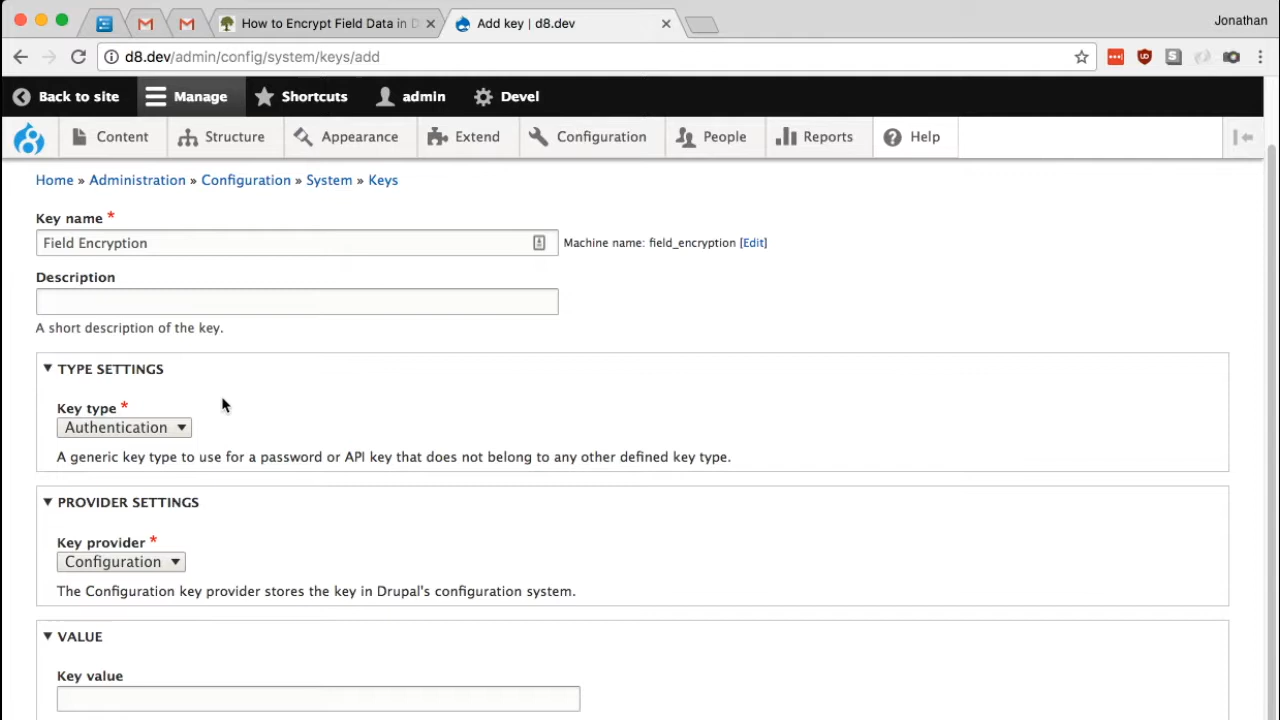 How to Encrypt Field Data in D
Add key | d8.dev
Jonathan
d8.dev/admin/config/system/keys/add
Back to site
Manage
Shortcuts
admin
Devel
Content
Structure
Appearance
Extend
Configuration
People
Reports
Help
Home » Administration » Configuration » System » Keys
Key name *
Field Encryption
Machine name: field_encryption [Edit]
Description
A short description of the key.
TYPE SETTINGS
Key type *
Authentication
A generic key type to use for a password or API key that does not belong to any other defined key type.
PROVIDER SETTINGS
Key provider *
Configuration
The Configuration key provider stores the key in Drupal's configuration system.
VALUE
Key value